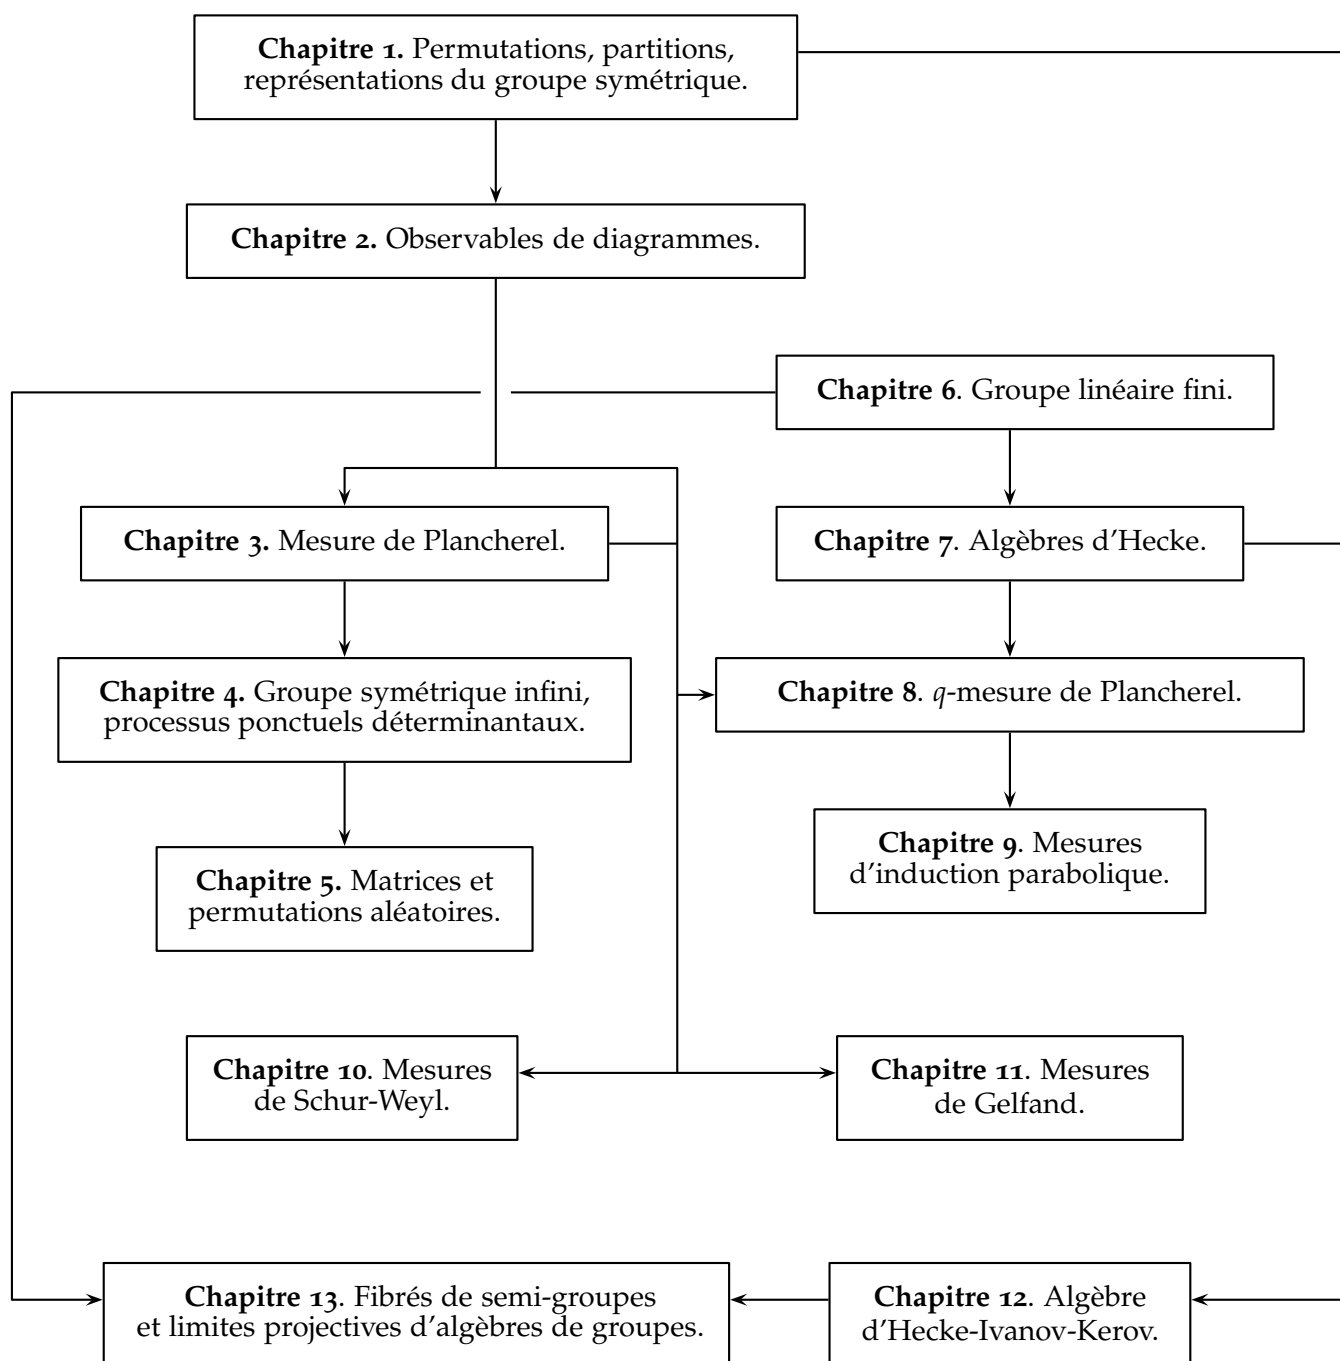 Chapitre 1. Permutations, partitions,
représentations du groupe symétrique.
Chapitre 2. Observables de diagrammes.
Chapitre 6. Groupe linéaire fini.
Chapitre 3. Mesure de Plancherel.
Chapitre 7. Algèbres d'Hecke.
Chapitre 4. Groupe symétrique infini,
processus ponctuels déterminantaux.
Chapitre 8. q-mesure de Plancherel.
Chapitre 9. Mesures
d'induction parabolique.
Chapitre 5. Matrices et
permutations aléatoires.
Chapitre 10. Mesures
de Schur-Weyl.
Chapitre 11. Mesures
de Gelfand.
Chapitre 13. Fibrés de semi-groupes
et limites projectives d'algèbres de groupes.
Chapitre 12. Algèbre
d'Hecke-Ivanov-Kerov.